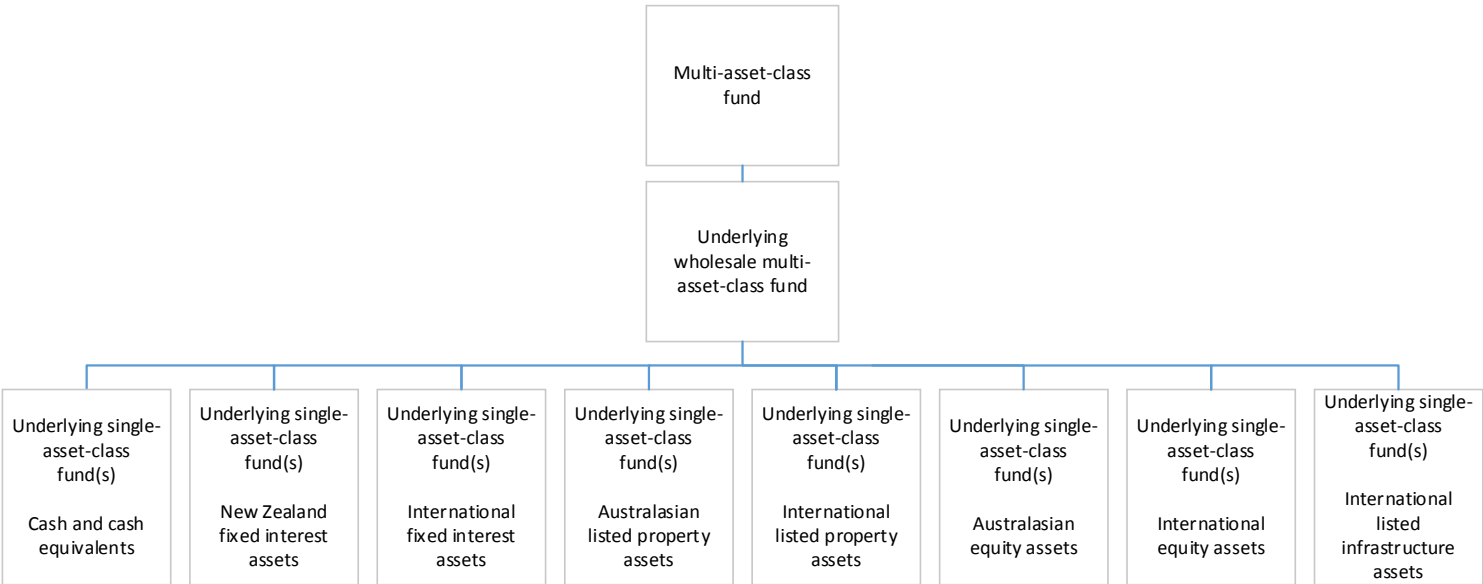 Multi-asset-class
fund
Underlying
wholesale multi-
asset-class fund
Underlying single-
asset-class
fund(s)
Cash and cash
equivalents
Underlying single-
asset-class
fund(s)
New Zealand
fixed interest
assets
Underlying single-
asset-class
fund(s)
International
fixed interest
assets
Underlying single-
asset-class
fund(s)
Australasian
listed property
assets
Underlying single-
asset-class
fund(s)
International
listed property
assets
Underlying single-
asset-class
fund(s)
Australasian
equity assets
Underlying single-
asset-class
fund(s)
International
equity assets
Underlying single-
asset-class
fund(s)
International
listed
infrastructure
assets